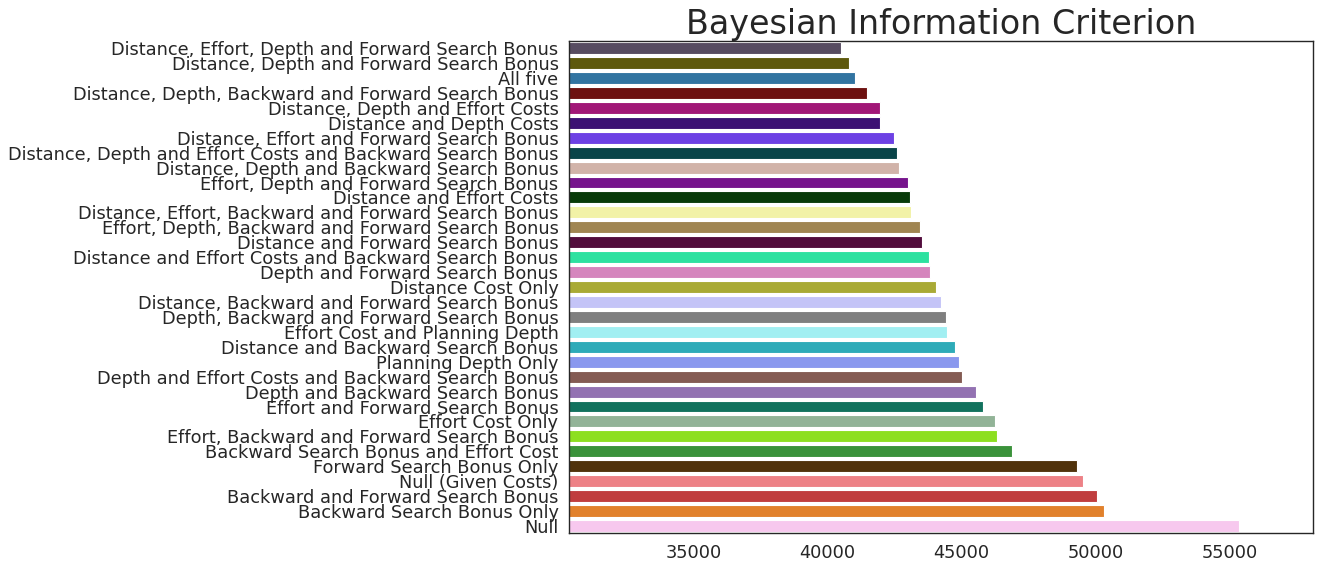 Bayesian Information Criterion
Distance, Effort, Depth and Forward Search Bonus
Distance, Depth and Forward Search Bonus
All five
Distance, Depth, Backward and Forward Search Bonus
Distance, Depth and Effort Costs
Distance and Depth Costs
Distance, Effort and Forward Search Bonus
Distance, Depth and Effort Costs and Backward Search Bonus
Distance, Depth and Backward Search Bonus
Effort, Depth and Forward Search Bonus
Distance and Effort Costs
Distance, Effort, Backward and Forward Search Bonus
Effort, Depth, Backward and Forward Search Bonus
Distance and Forward Search Bonus
Distance and Effort Costs and Backward Search Bonus
Depth and Forward Search Bonus
Distance Cost Only
Distance, Backward and Forward Search Bonus
Depth, Backward and Forward Search Bonus
Effort Cost and Planning Depth
Distance and Backward Search Bonus
Planning Depth Only
Depth and Effort Costs and Backward Search Bonus
Depth and Backward Search Bonus
Effort and Forward Search Bonus
Effort Cost Only
Effort, Backward and Forward Search Bonus
Backward Search Bonus and Effort Cost
Forward Search Bonus Only
Null (Given Costs)
Backward and Forward Search Bonus
Backward Search Bonus Only
Null
35000 40000 45000 50000 55000